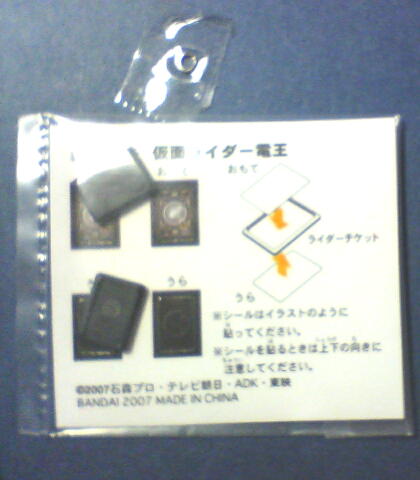 仮面 イダー電王
おもて
ライダーチケット
うら
うら
※シールはイラストのように
貼ってください。
※シールを貼るときは上下の向きに
注意してください。
©2007石森プロ・テレビ朝日・ADK・東映
BANDAI 2007 MADE IN CHINA